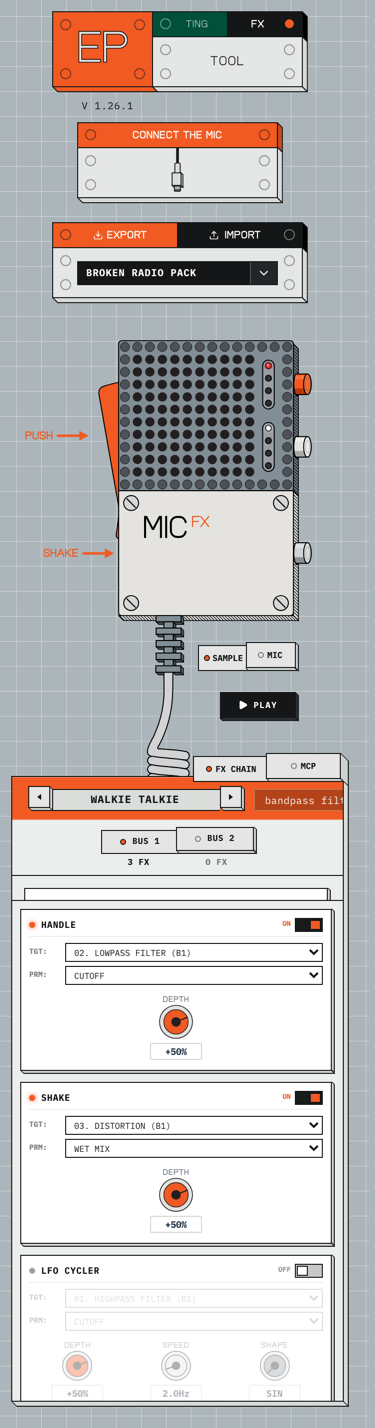 EP
TING FX
TOOL
V 1.26.1
CONNECT THE MIC
EXPORT IMPORT
BROKEN RADIO PACK
PUSH
MIC FX
SHAKE
SAMPLE MIC
PLAY
FX CHAIN MCP
WALKIE TALKIE bandpass filt
BUS 1 BUS 2
3 FX 0 FX
HANDLE ON
TGT: 02. LOWPASS FILTER (B1)
PRM: CUTOFF
DEPTH
+50%
SHAKE ON
TGT: 03. DISTORTION (B1)
PRM: WET MIX
DEPTH
+50%
LFO CYCLER OFF
TGT: 01. HIGHPASS FILTER (B1)
PRM: CUTOFF
DEPTH SPEED SHAPE
+50% 2.0Hz SIN